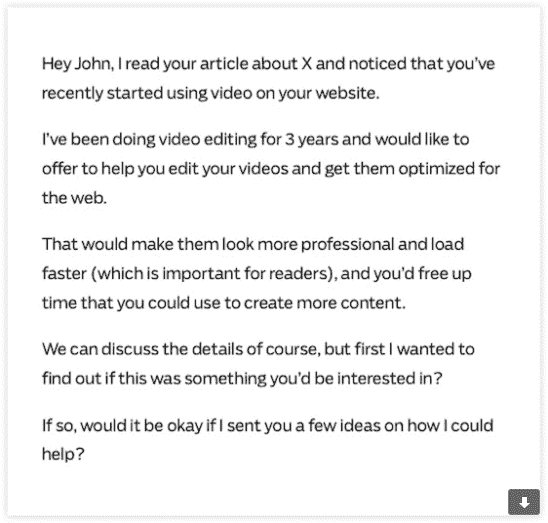 Hey John, I read your article about X and noticed that you've
recently started using video on your website.
I've been doing video editing for 3 years and would like to
offer to help you edit your videos and get them optimized for
the web.
That would make them look more professional and load
faster (which is important for readers), and you'd free up
time that you could use to create more content.
We can discuss the details of course, but first I wanted to
find out if this was something you'd be interested in?
If so, would it be okay if I sent you a few ideas on how I could
help?